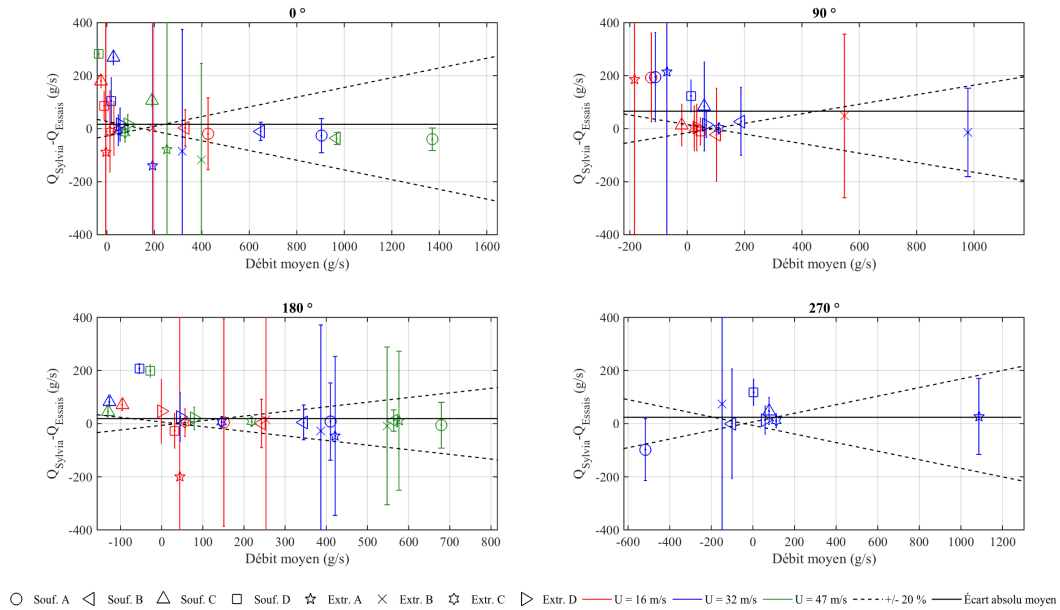 0 °
400
200
0
-200
-400
Q_Sylvia-Q_Essais (g/s)
0 200 400 600 800 1000 1200 1400 1600
Débit moyen (g/s)
90 °
400
200
0
-200
-400
Q_Sylvia-Q_Essais (g/s)
-200 0 200 400 600 800 1000
Débit moyen (g/s)
180 °
400
200
0
-200
-400
Q_Sylvia-Q_Essais (g/s)
-100 0 100 200 300 400 500 600 700 800
Débit moyen (g/s)
270 °
400
200
0
-200
-400
Q_Sylvia-Q_Essais (g/s)
-600 -400 -200 0 200 400 600 800 1000 1200
Débit moyen (g/s)
Souf. A Souf. B Souf. C Souf. D Extr. A Extr. B Extr. C Extr. D U = 16 m/s U = 32 m/s U = 47 m/s +/- 20 % Écart absolu moyen